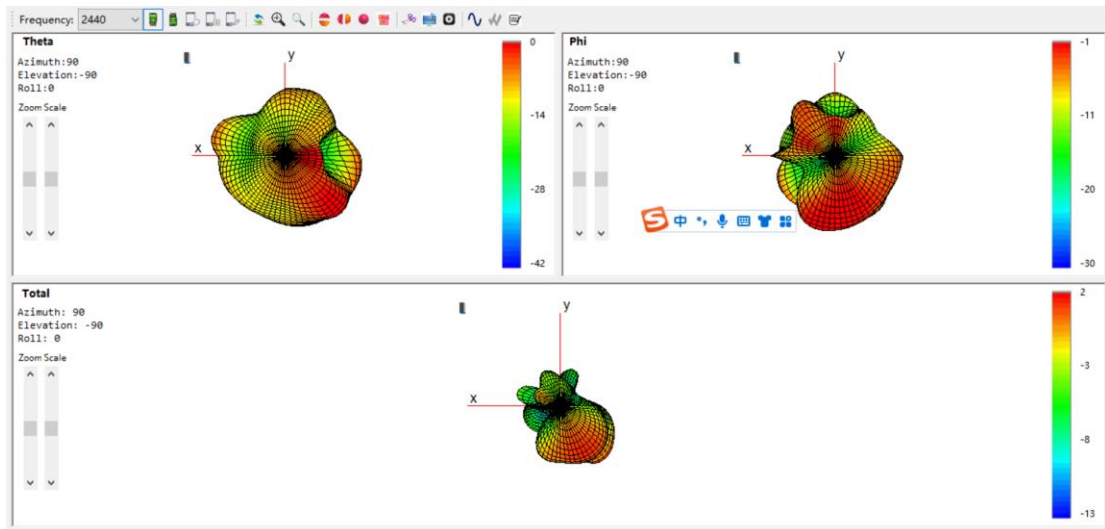 Frequency: 2440
Theta
Azimuth:90
Elevation:-90
Roll:0
Zoom Scale
y
x
0
-14
-28
-42
Phi
Azimuth:90
Elevation:-90
Roll:0
Zoom Scale
y
x
-1
-11
-20
-30
S 中
Total
Azimuth: 90
Elevation: -90
Roll: 0
Zoom Scale
y
x
2
-3
-8
-13